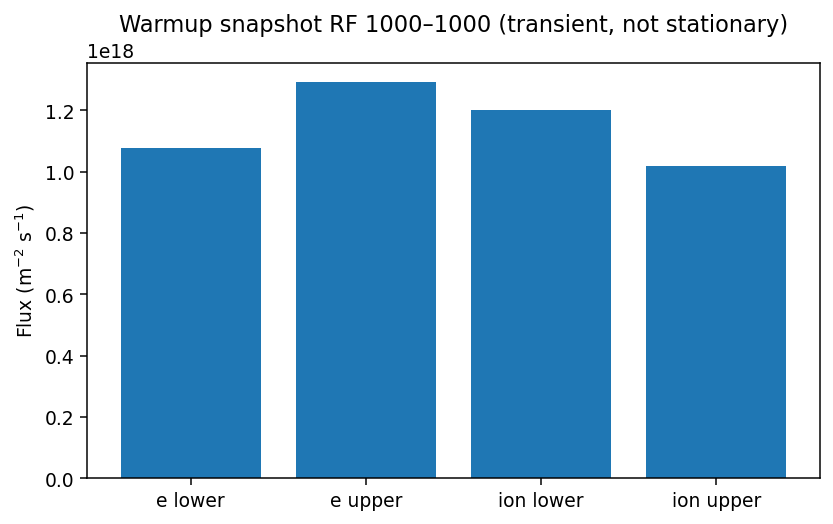 Warmup snapshot RF 1000–1000 (transient, not stationary)
1e18
1.2
1.0
0.8
0.6
0.4
0.2
0.0
Flux (m⁻² s⁻¹)
e lower
e upper
ion lower
ion upper